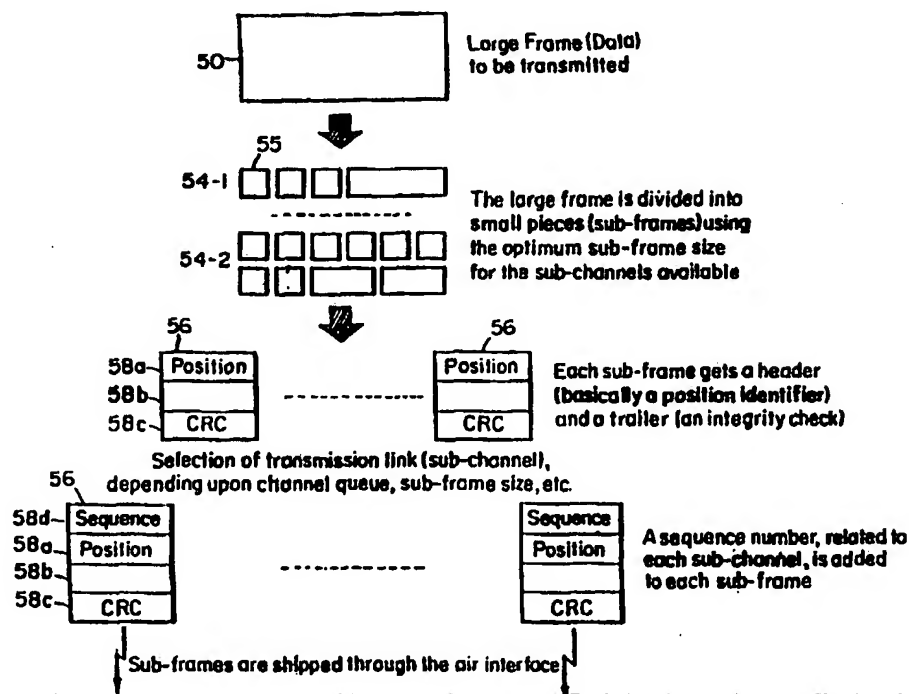 50
Large Frame (Data)
to be transmitted
55
54-1
54-2
The large frame is divided into
small pieces (sub-frames) using
the optimum sub-frame size
for the sub-channels available
56
56
58a
Position
Position
58b
58c
CRC
CRC
Each sub-frame gets a header
(basically a position identifier)
and a trailer (an integrity check)
Selection of transmission link (sub-channel),
depending upon channel queue, sub-frame size, etc.
56
58d
Sequence
Sequence
58a
Position
Position
58b
58c
CRC
CRC
A sequence number, related to
each sub-channel, is added
to each sub-frame
Sub-frames are shipped through the air interface